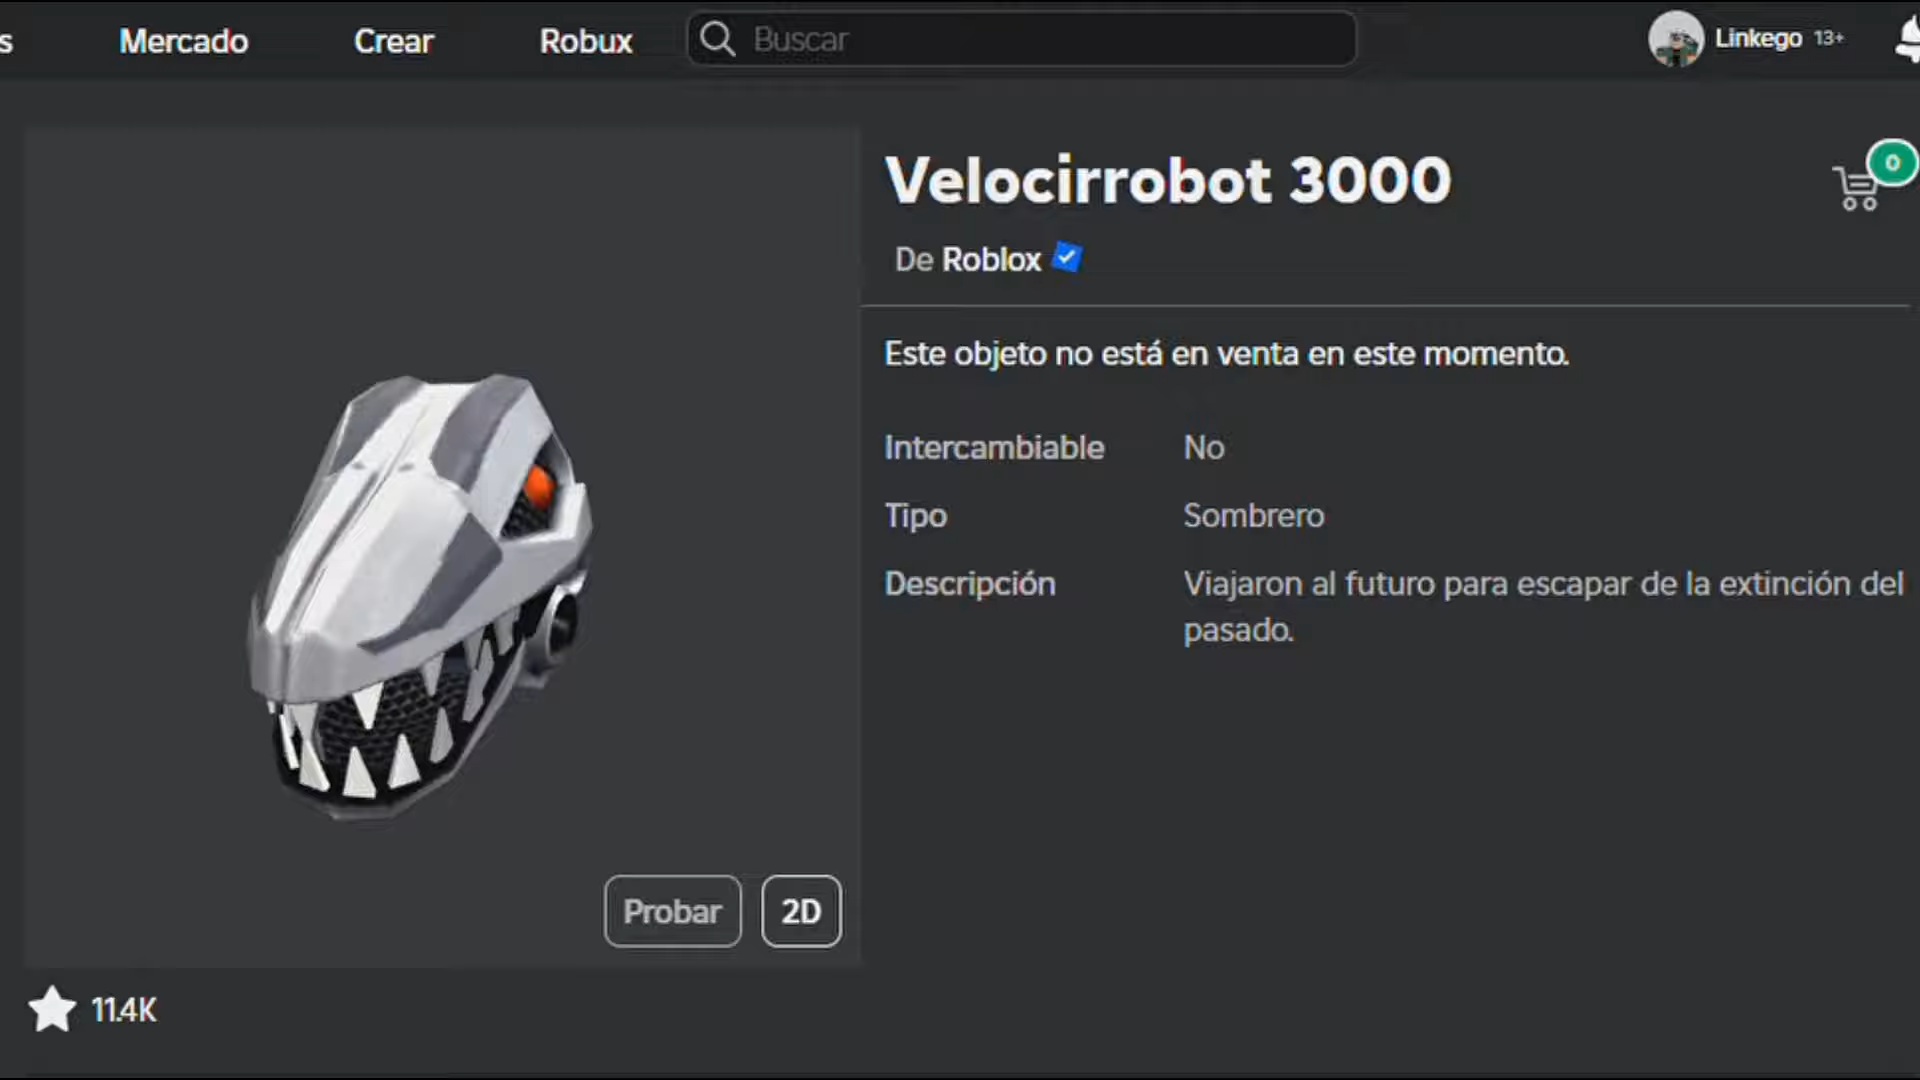 s Mercado Crear Robux Buscar Linkego 13+
Velocirrobot 3000
0
De Roblox
Este objeto no está en venta en este momento.
Intercambiable No
Tipo Sombrero
Descripción Viajaron al futuro para escapar de la extinción del
pasado.
Probar 2D
11.4K